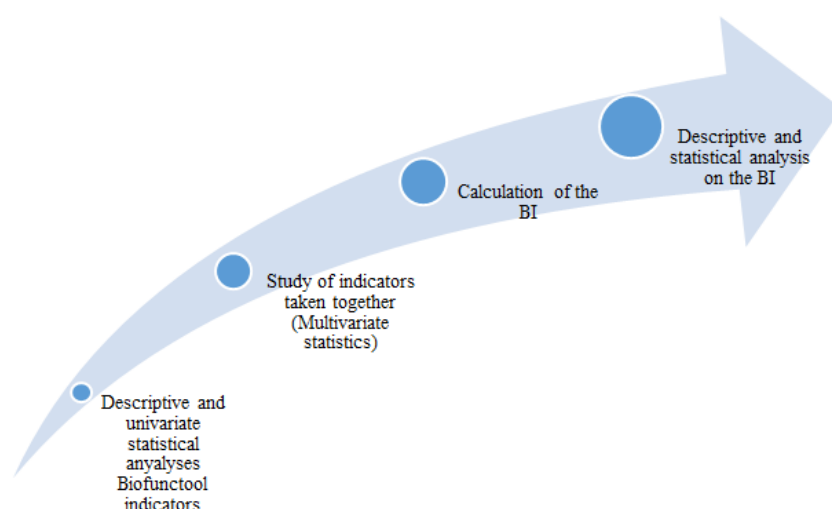 Descriptive and
statistical analysis
on the BI
Calculation of the
BI
Study of indicators
taken together
(Multivariate
statistics)
Descriptive and
univariate
statistical
anyalyses
Biofunctool
indicators